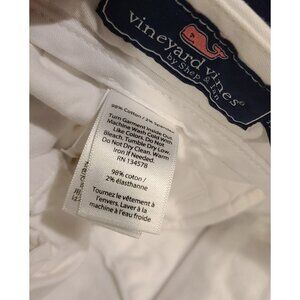 vineyard vines®
by Shep & Ian
98% Cotton / 2% Spandex
Turn Garment Inside Out.
Machine Wash Cold With
Like Colors. Do Not
Bleach. Tumble Dry Low.
Do Not Dry Clean. Warm
Iron if Needed.
RN 134578
98% coton /
2% élasthanne
Tournez le vêtement à
l'envers. Laver à la
machine à l'eau froide